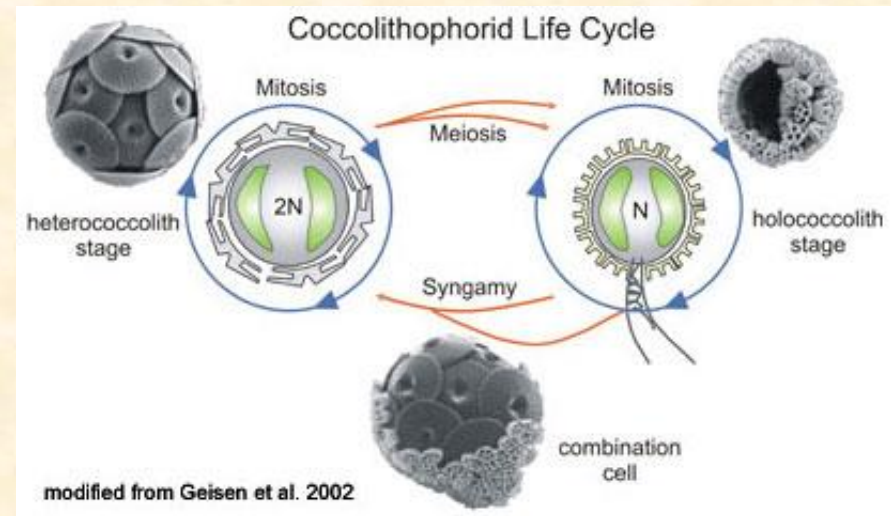 Coccolithophorid Life Cycle
Mitosis
Mitosis
Meiosis
2N
N
heterococcolith
stage
holococcolith
stage
Syngamy
combination
cell
modified from Geisen et al. 2002